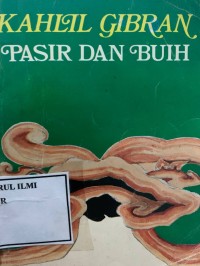 KAHLIL GIBRAN
PASIR DAN BUIH
RUL ILMI
R